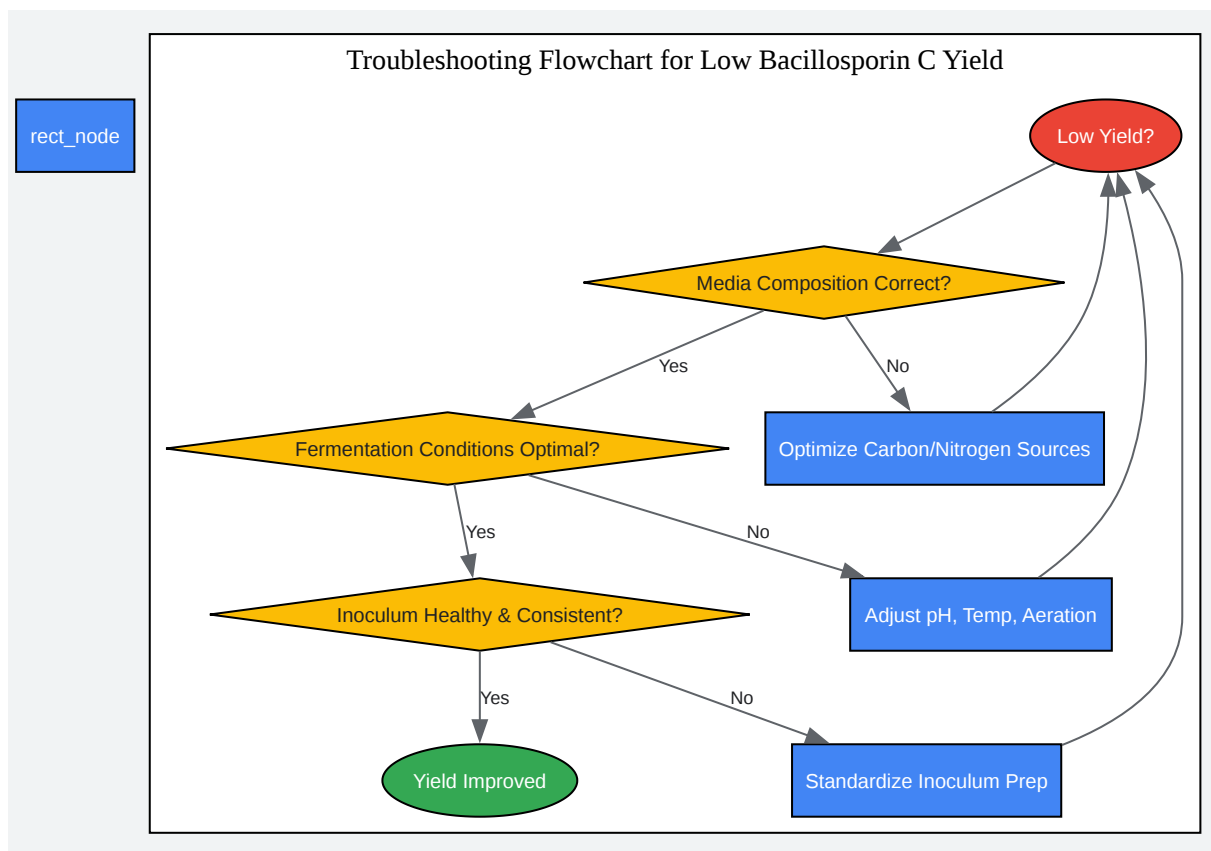 Troubleshooting Flowchart for Low Bacillosporin C Yield
rect_node
Low Yield?
Media Composition Correct?
Yes
No
Fermentation Conditions Optimal?
Optimize Carbon/Nitrogen Sources
Yes
No
Inoculum Healthy & Consistent?
Adjust pH, Temp, Aeration
Yes
No
Yield Improved
Standardize Inoculum Prep